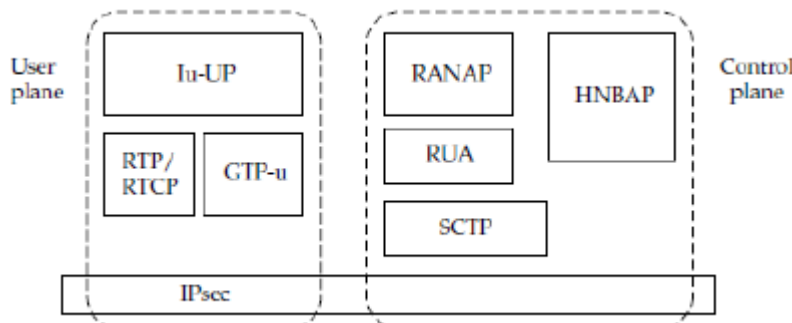 User
plane
Iu-UP
RTP/
RTCP
GTP-u
RANAP
RUA
SCTP
HNBAP
Control
plane
IPsec